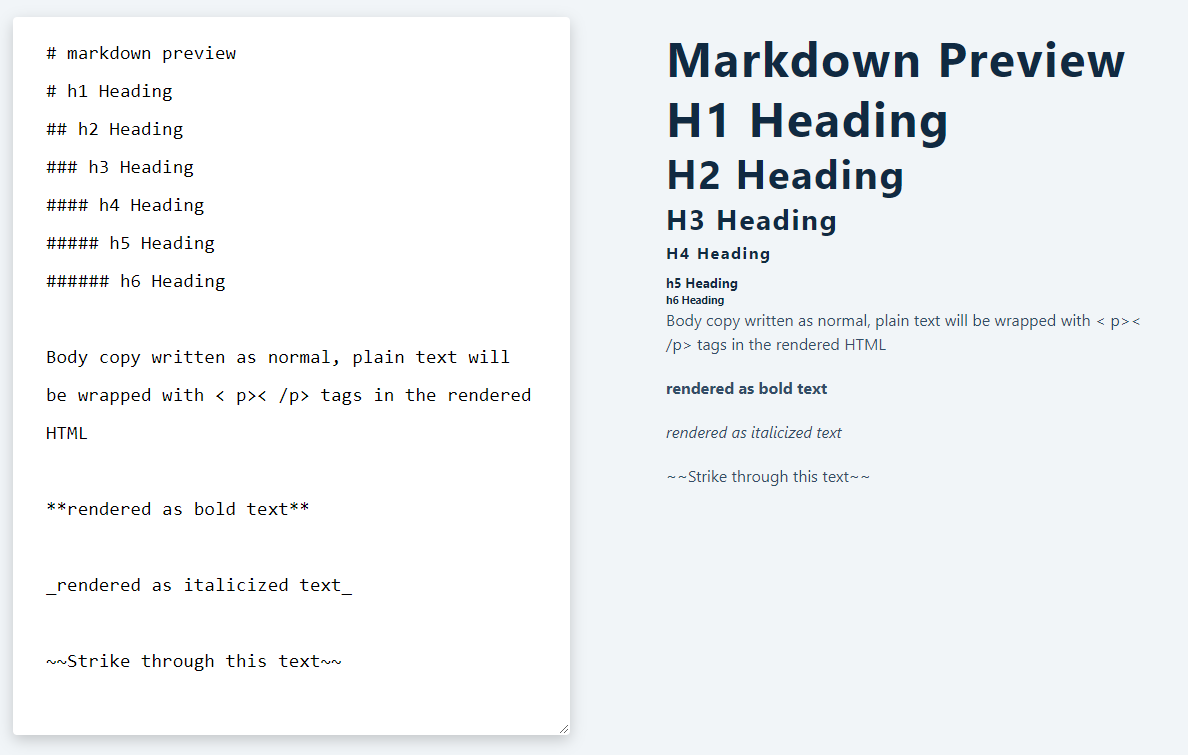 # markdown preview
# h1 Heading
## h2 Heading
### h3 Heading
#### h4 Heading
##### h5 Heading
###### h6 Heading
Body copy written as normal, plain text will
be wrapped with < p>< /p> tags in the rendered
HTML
**rendered as bold text**
_rendered as italicized text_
~~Strike through this text~~
Markdown Preview
H1 Heading
H2 Heading
H3 Heading
H4 Heading
h5 Heading
h6 Heading
Body copy written as normal, plain text will be wrapped with < p><
/p> tags in the rendered HTML
rendered as bold text
rendered as italicized text
~~Strike through this text~~